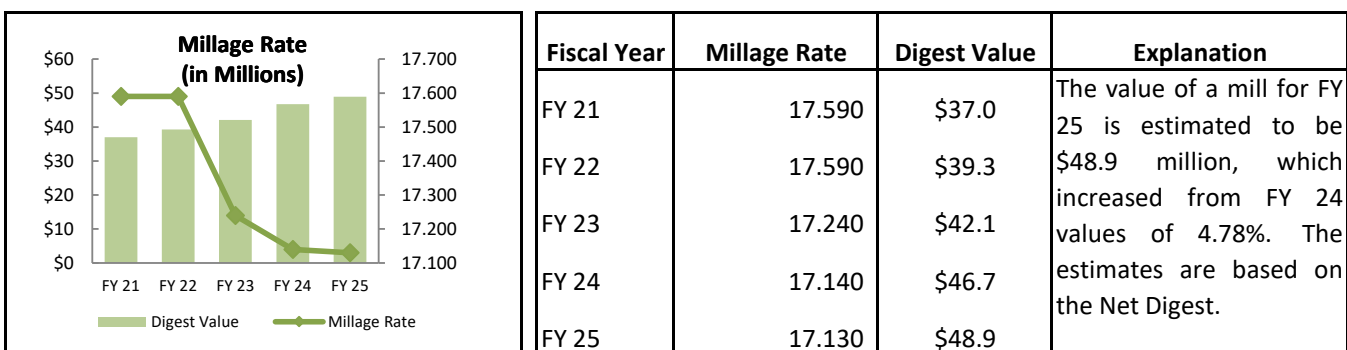 Millage Rate
(in Millions)
$60
$50
$40
$30
$20
$10
$0
17.700
17.600
17.500
17.400
17.300
17.200
17.100
FY 21 FY 22 FY 23 FY 24 FY 25
Digest Value Millage Rate
Fiscal Year Millage Rate Digest Value Explanation
FY 21 17.590 $37.0
FY 22 17.590 $39.3
FY 23 17.240 $42.1
FY 24 17.140 $46.7
FY 25 17.130 $48.9
The value of a mill for FY
25 is estimated to be
$48.9 million, which
increased from FY 24
values of 4.78%. The
estimates are based on
the Net Digest.